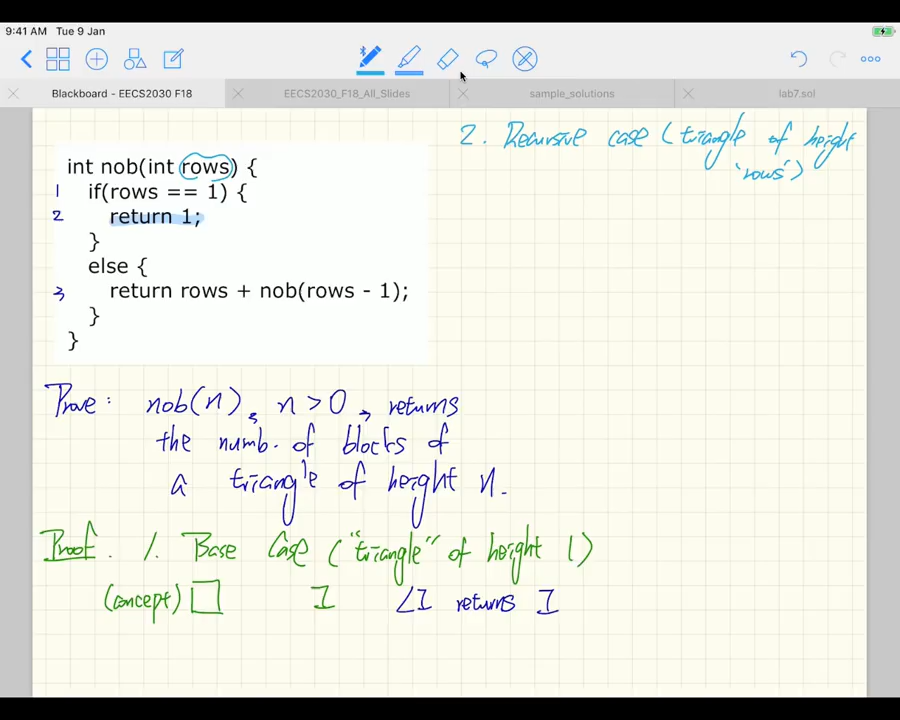 9:41 AM Tue 9 Jan
Blackboard - EECS2030 F18
EECS2030_F18_All_Slides
sample_solutions
lab7.sol
int nob(int rows) {
1 if(rows == 1) {
2 return 1;
}
else {
3 return rows + nob(rows - 1);
}
}
Prove: nob(n), n > 0, returns
the numb. of blocks of
a triangle of height n.
Proof. 1. Base Case ("triangle" of height 1)
(concept) 1 L1 returns 1
2. Recursive case (triangle of height
'rows')